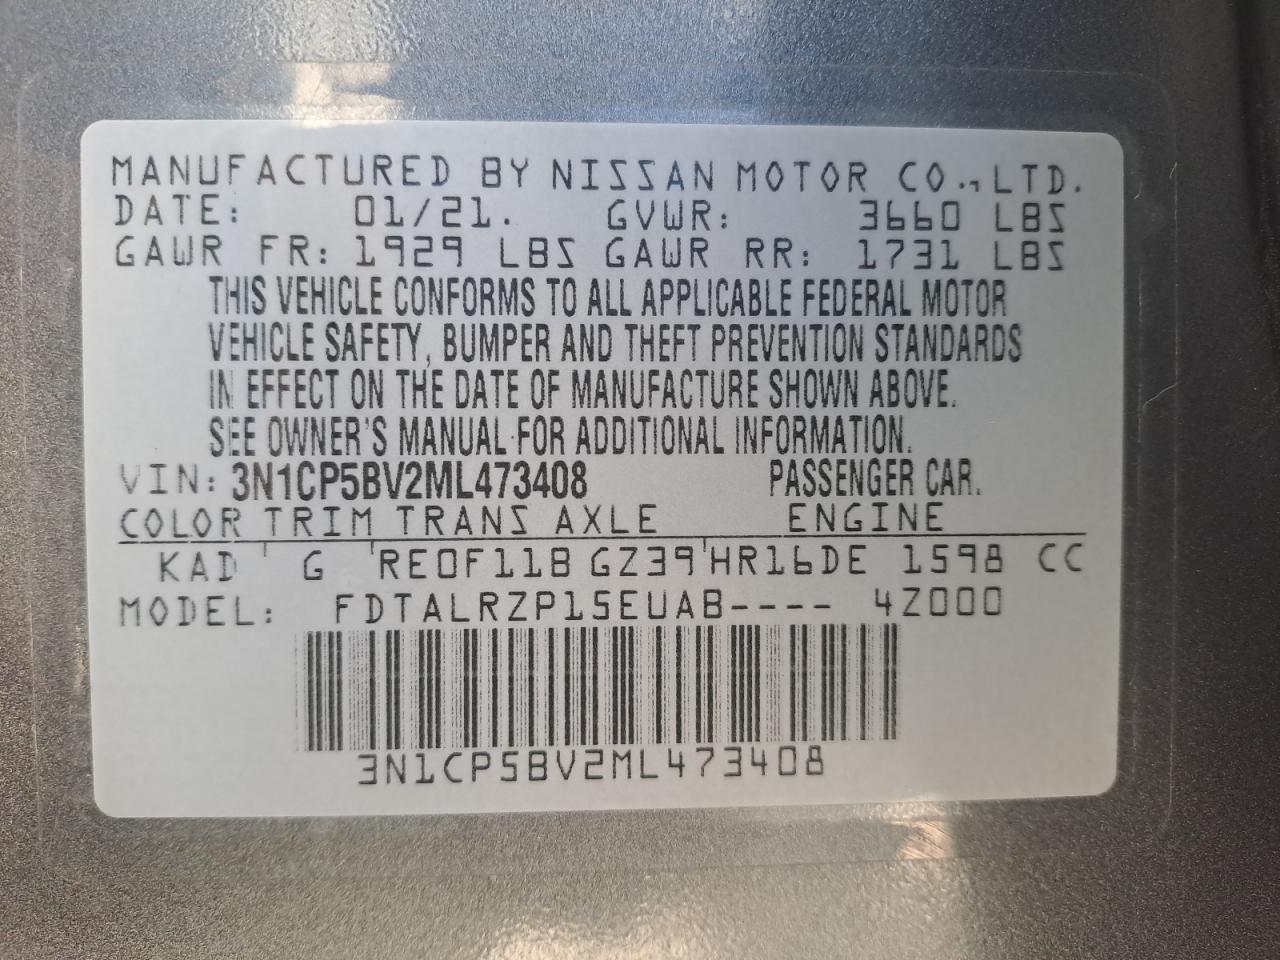 MANUFACTURED BY NISSAN MOTOR CO., LTD.
DATE: 01/21. GVWR: 3660 LBS
GAWR FR: 1929 LBS GAWR RR: 1731 LBS
THIS VEHICLE CONFORMS TO ALL APPLICABLE FEDERAL MOTOR
VEHICLE SAFETY, BUMPER AND THEFT PREVENTION STANDARDS
IN EFFECT ON THE DATE OF MANUFACTURE SHOWN ABOVE.
SEE OWNER'S MANUAL FOR ADDITIONAL INFORMATION.
VIN: 3N1CP5BV2ML473408 PASSENGER CAR.
COLOR TRIM TRANS AXLE ENGINE
KAD G RE0F11B GZ39 HR16DE 1598 CC
MODEL: FDTALRZP15EUAB---- 4Z000
3N1CP5BV2ML473408